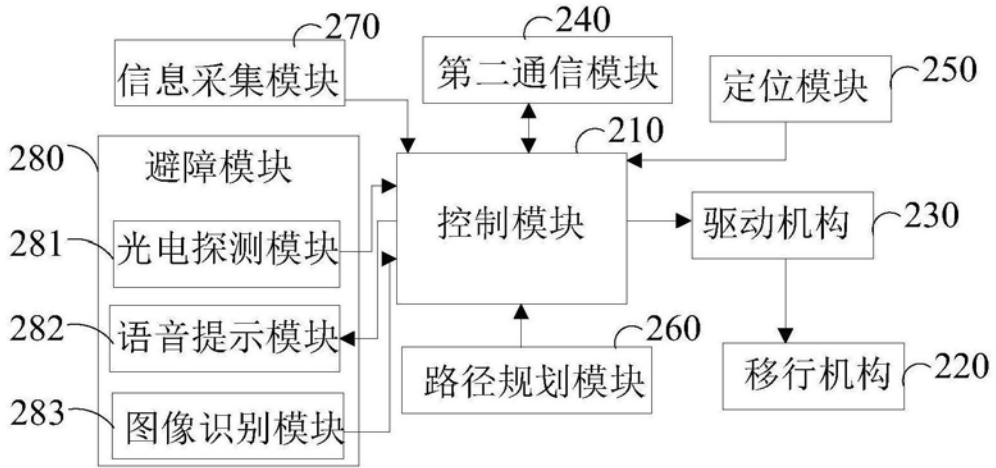 270
信息采集模块
240
第二通信模块
250
定位模块
280
避障模块
210
控制模块
281
光电探测模块
驱动机构
230
282
语音提示模块
260
路径规划模块
移行机构
220
283
图像识别模块